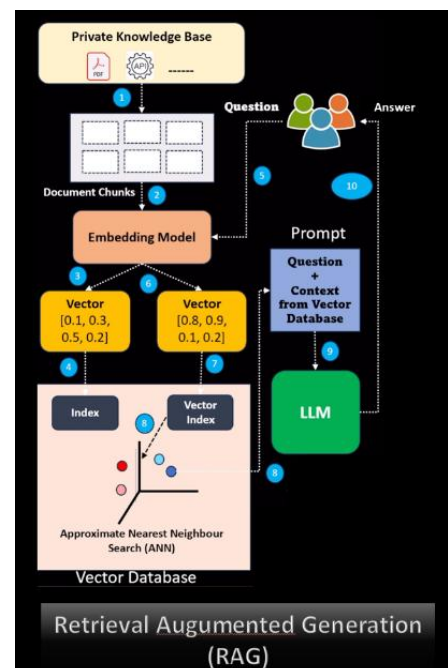 Private Knowledge Base
PDF
API
------
1
Question
Answer
Document Chunks
2
5
10
Embedding Model
Prompt
3
6
Question
+
Context
from Vector
Database
Vector
[0.1, 0.3,
0.5, 0.2]
Vector
[0.8, 0.9,
0.1, 0.2]
4
7
9
Index
Vector
Index
LLM
8
8
Approximate Nearest Neighbour
Search (ANN)
Vector Database
Retrieval Augumented Generation
(RAG)